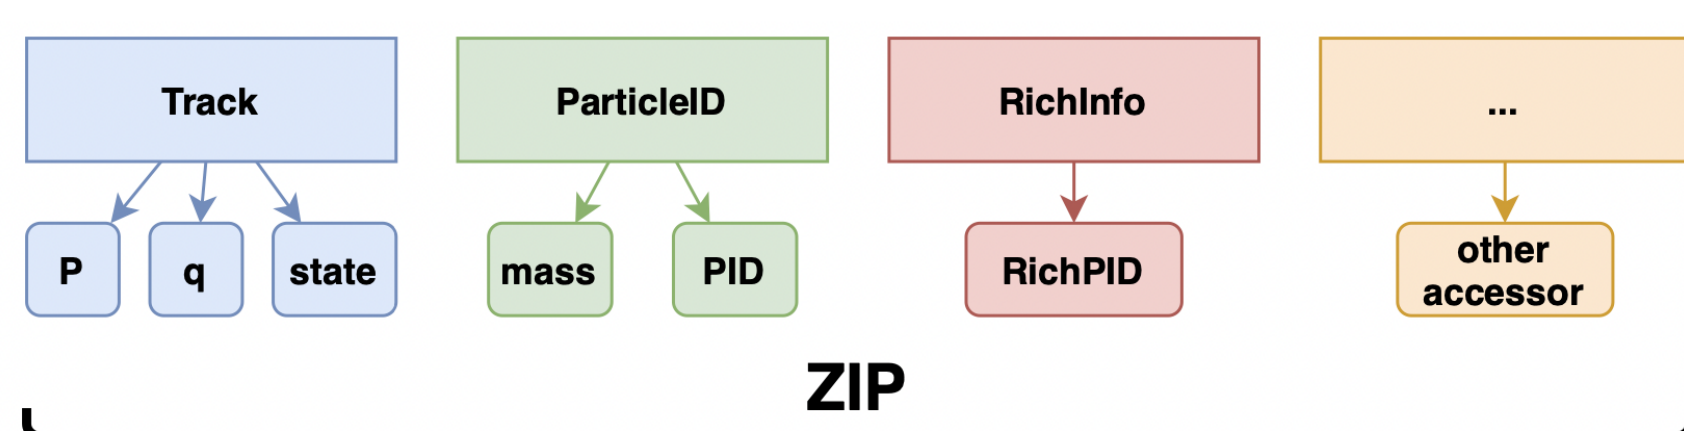 Track
ParticleID
RichInfo
...
P
q
state
mass
PID
RichPID
other
accessor
ZIP